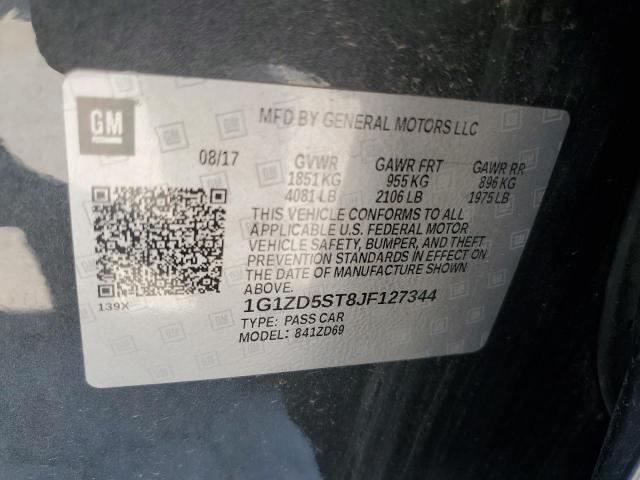 GM
MFD BY GENERAL MOTORS LLC
08/17 GVWR GAWR FRT GAWR RR
1851 KG 955 KG 896 KG
4081 LB 2106 LB 1975 LB
THIS VEHICLE CONFORMS TO ALL
APPLICABLE U.S. FEDERAL MOTOR
VEHICLE SAFETY, BUMPER, AND THEFT
PREVENTION STANDARDS IN EFFECT ON
THE DATE OF MANUFACTURE SHOWN
ABOVE.
139X
1G1ZD5ST8JF127344
TYPE: PASS CAR
MODEL: 841ZD69